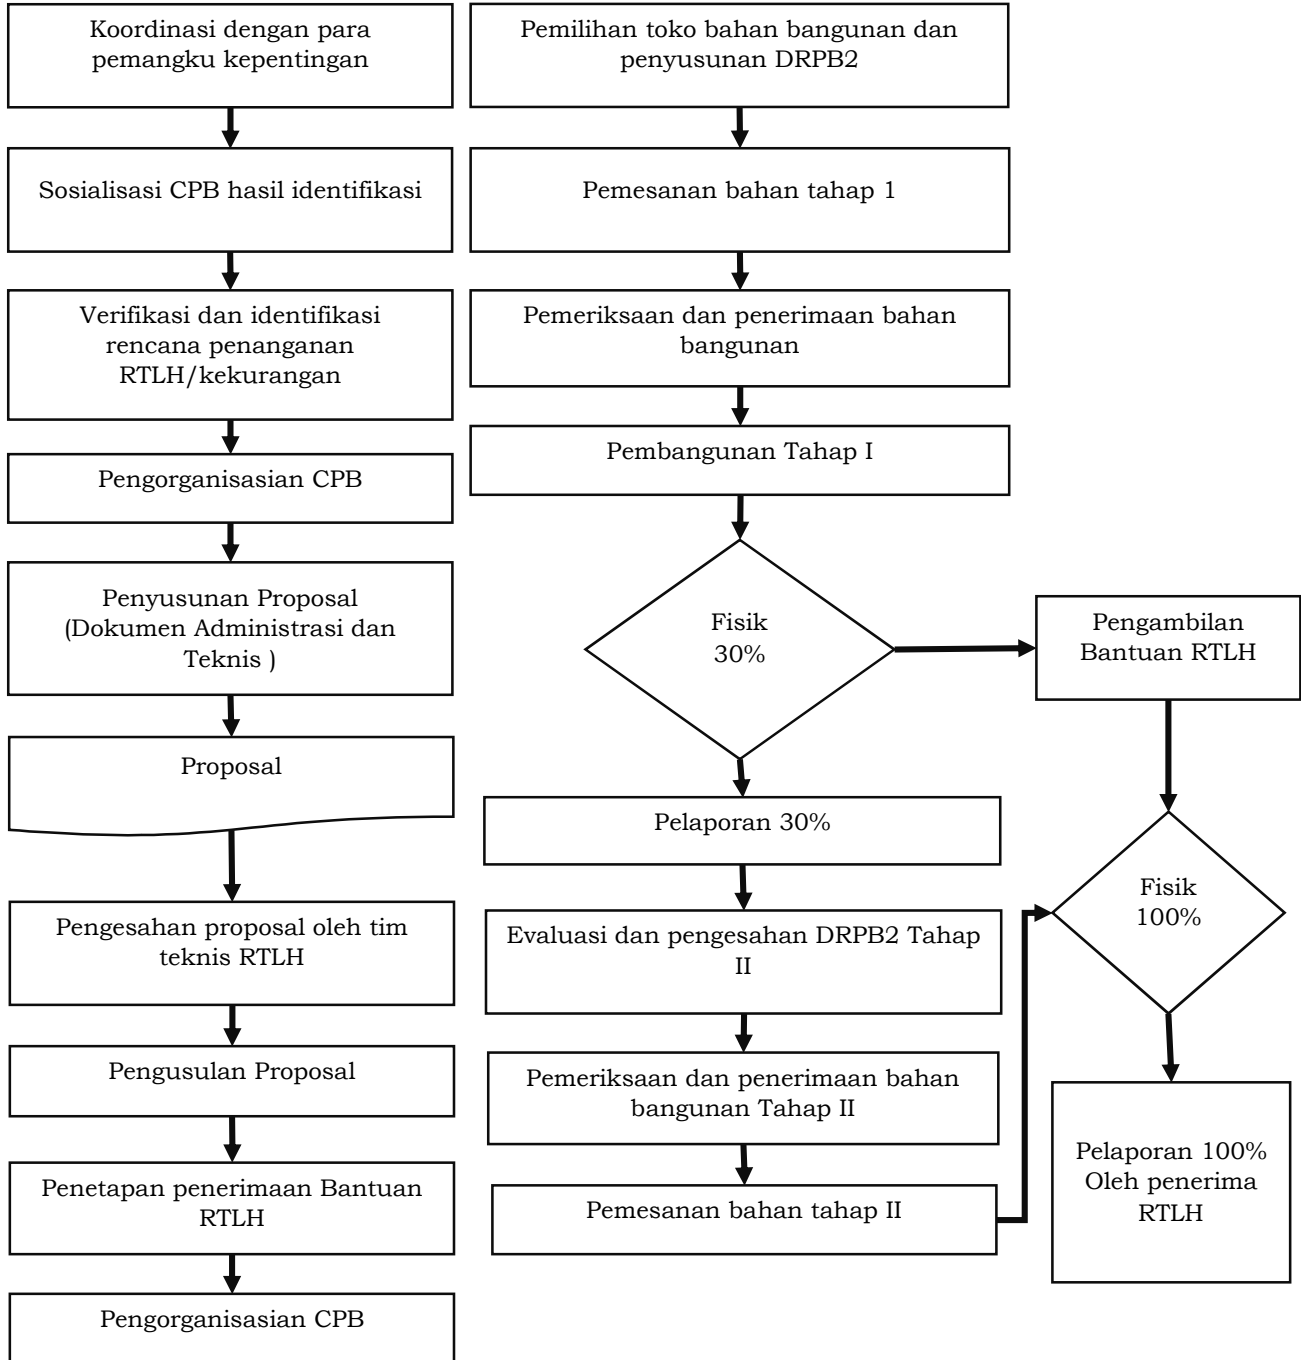 Koordinasi dengan para
pemangku kepentingan
Sosialisasi CPB hasil identifikasi
Verifikasi dan identifikasi
rencana penanganan
RTLH/kekurangan
Pengorganisasian CPB
Penyusunan Proposal
(Dokumen Administrasi dan
Teknis )
Proposal
Pengesahan proposal oleh tim
teknis RTLH
Pengusulan Proposal
Penetapan penerimaan Bantuan
RTLH
Pengorganisasian CPB
Pemilihan toko bahan bangunan dan
penyusunan DRPB2
Pemesanan bahan tahap 1
Pemeriksaan dan penerimaan bahan
bangunan
Pembangunan Tahap I
Fisik
30%
Pelaporan 30%
Evaluasi dan pengesahan DRPB2 Tahap
II
Pemeriksaan dan penerimaan bahan
bangunan Tahap II
Pemesanan bahan tahap II
Pengambilan
Bantuan RTLH
Fisik
100%
Pelaporan 100%
Oleh penerima
RTLH